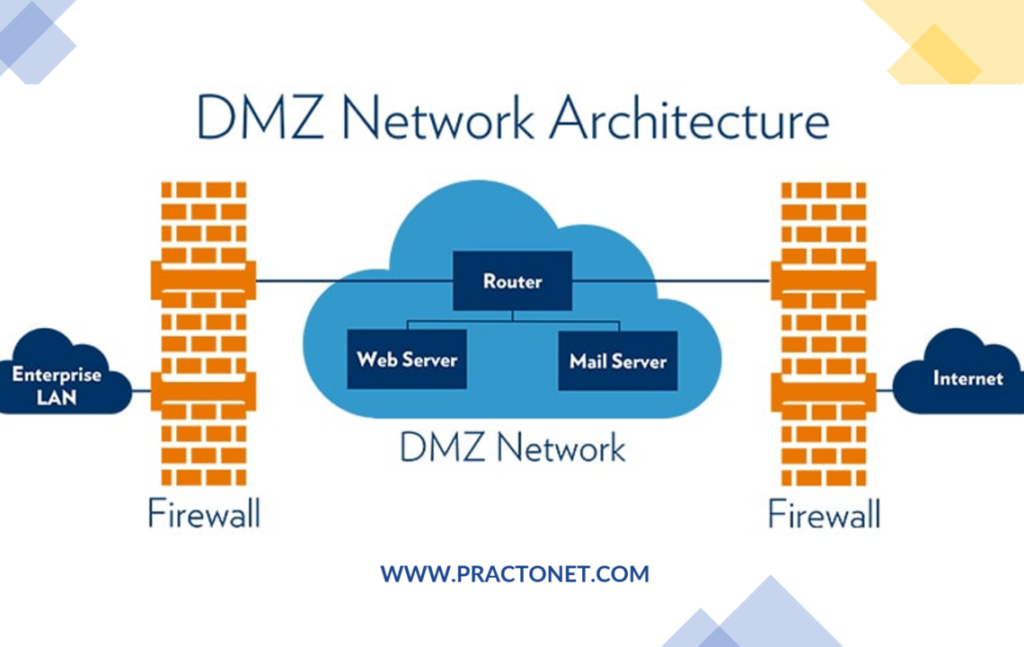 DMZ Network Architecture
Router
Web Server
Mail Server
Enterprise
LAN
Internet
DMZ Network
Firewall
Firewall
WWW.PRACTONET.COM